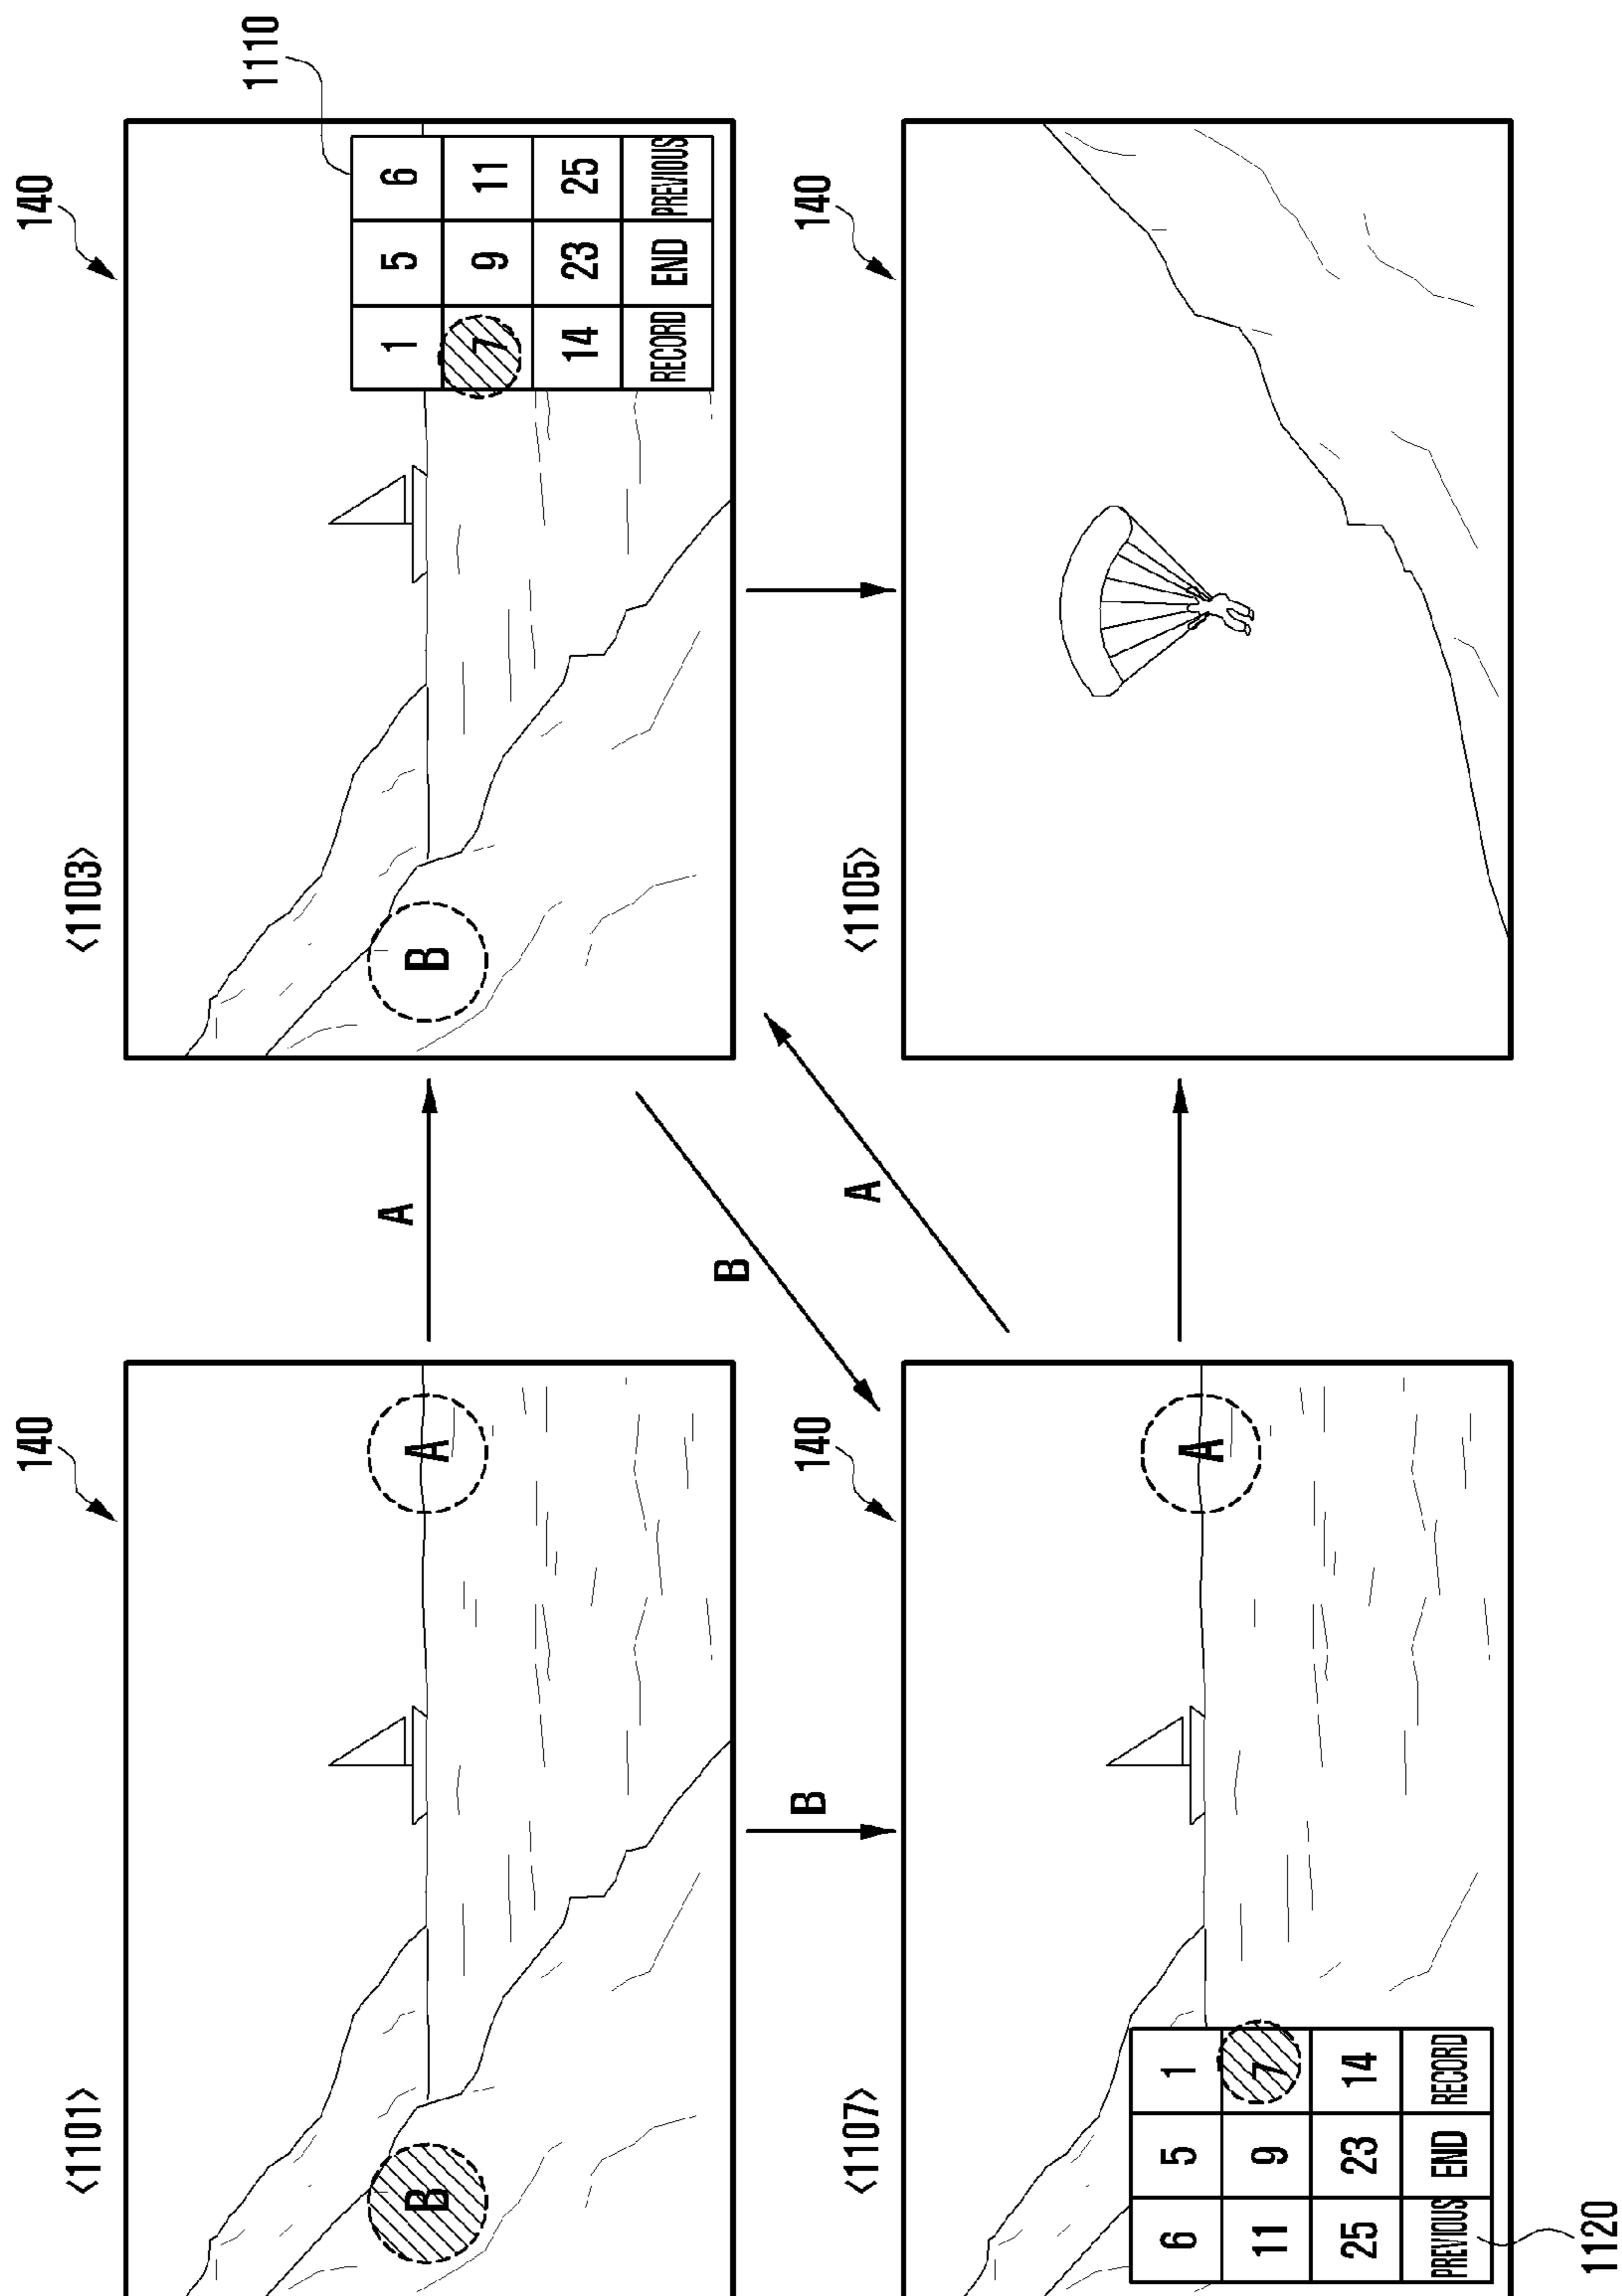 <1101>
140
B
A
A
<1103>
140
1110
B
1 5 6
7 9 11
14 23 25
RECORD END PREVIOUS
B
B
A
<1107>
140
A
6 5 1
11 9 7
25 23 14
PREVIOUS END RECORD
1120
<1105>
140